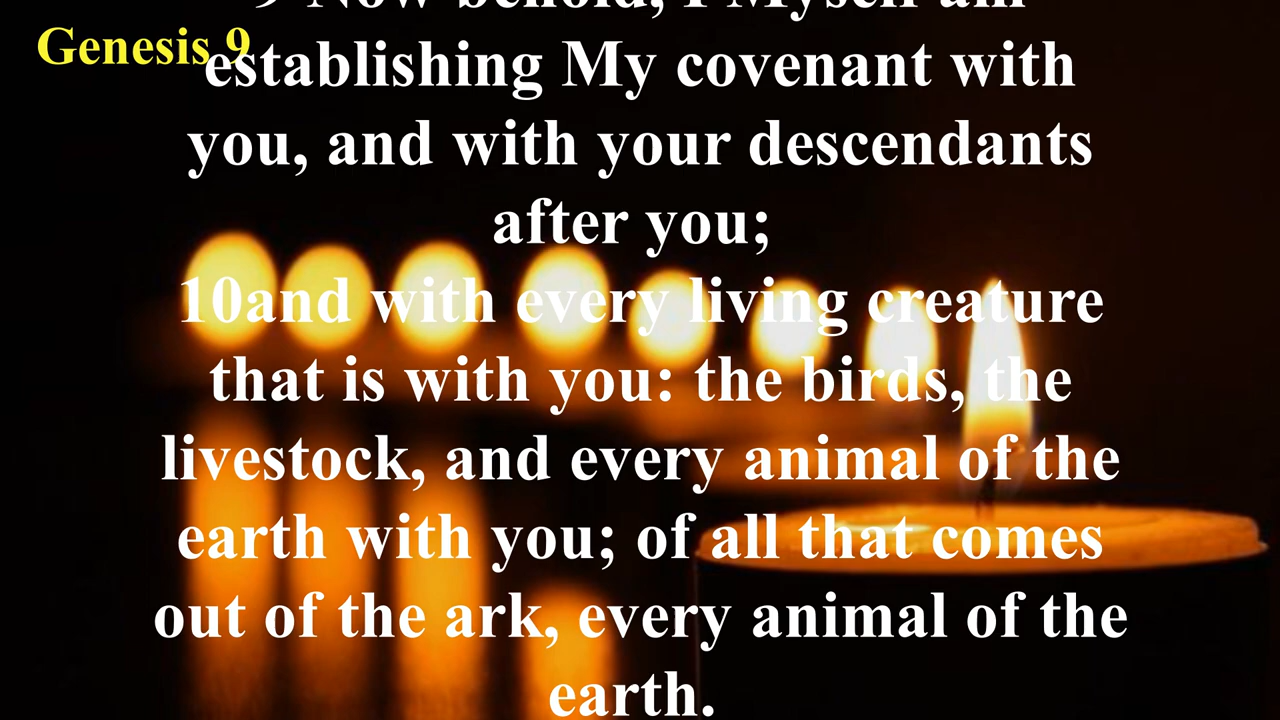 Genesis 9
9 Now behold, I Myself am
establishing My covenant with
you, and with your descendants
after you;
10and with every living creature
that is with you: the birds, the
livestock, and every animal of the
earth with you; of all that comes
out of the ark, every animal of the
earth.